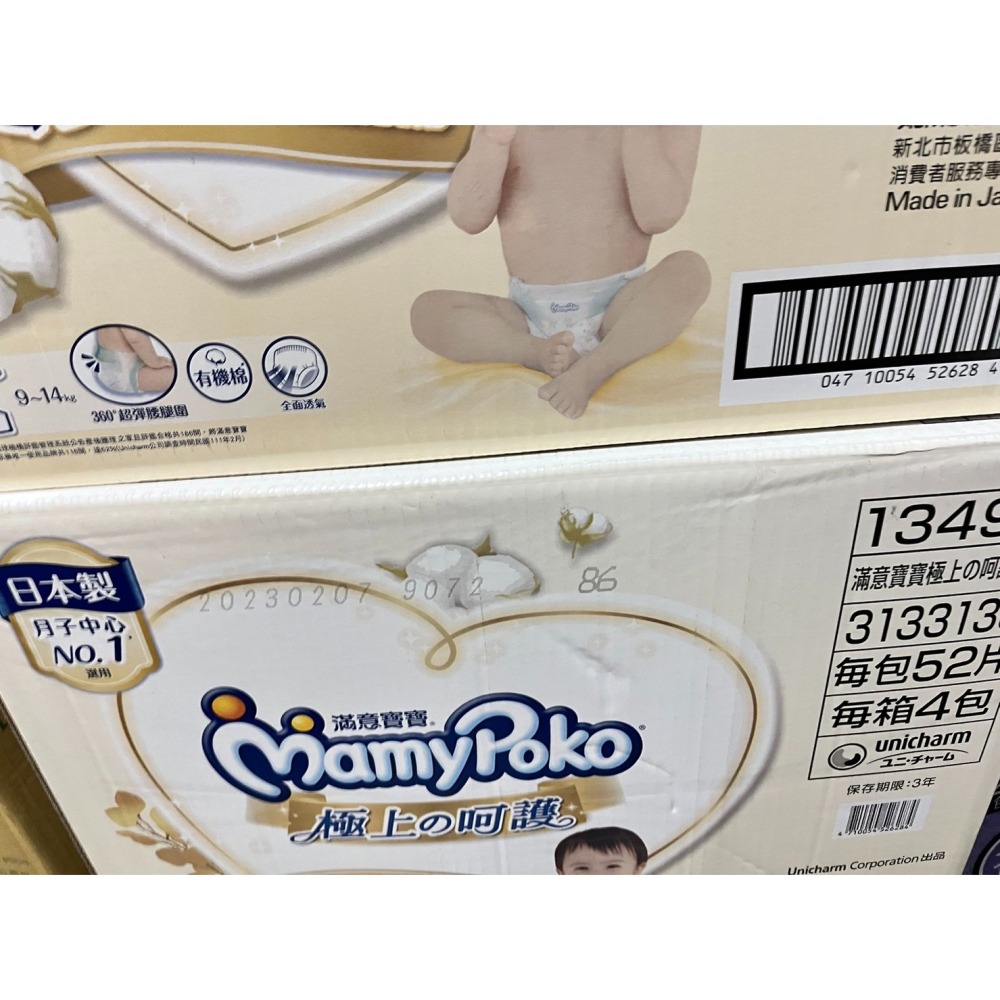 新北市板橋
消費者服務專
Made in Ja
047 10054 52628 4
9~14kg
360°超彈腰腿圍
有機棉
全面透氣
MamyPoko
20230207 9072 86
日本製
月子中心
NO.1
選用
滿意寶寶
MamyPoko
極上の呵護
1349
滿意寶寶極上の呵
313313
每包52片
每箱4包
unicharm
ユニ・チャーム
保存期限:3年
4 710054 526284
Unicharm Corporation出品